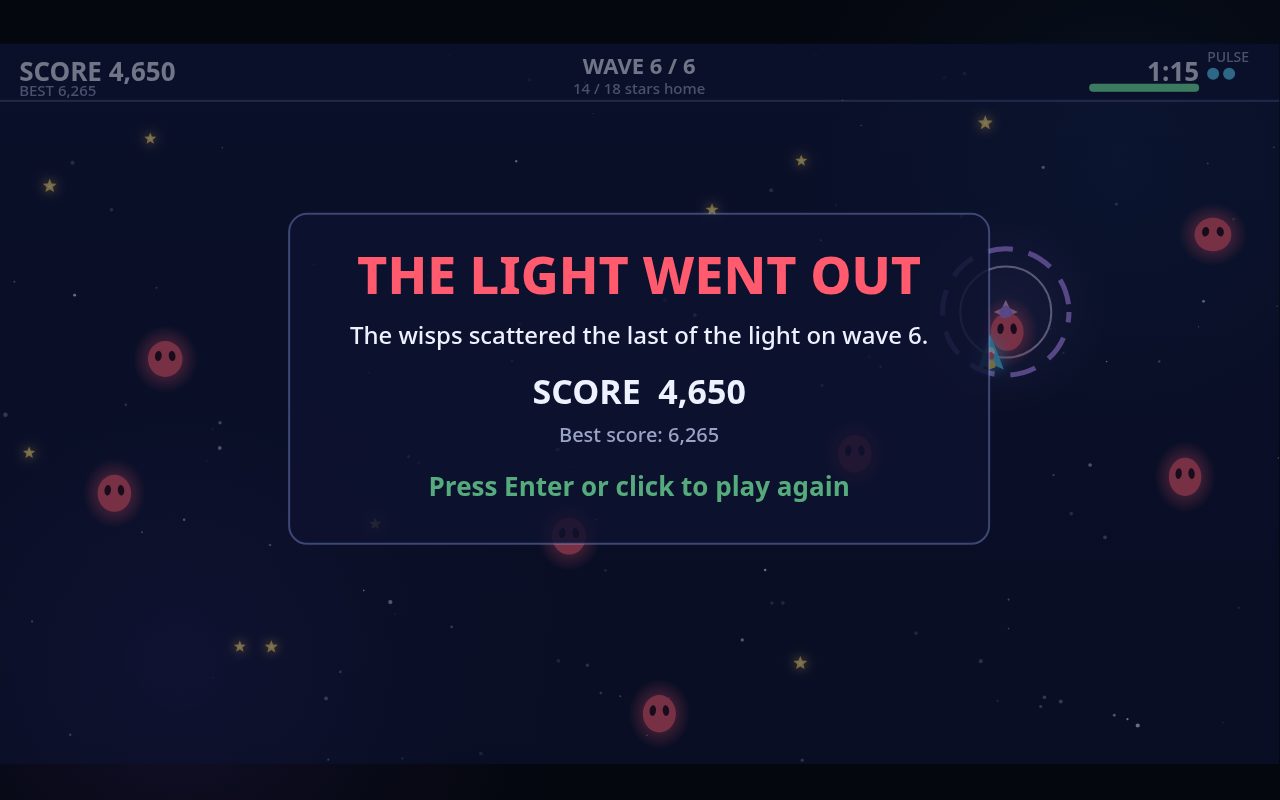 SCORE 4,650
BEST 6,265
WAVE 6 / 6
14 / 18 stars home
1:15
PULSE
THE LIGHT WENT OUT
The wisps scattered the last of the light on wave 6.
SCORE 4,650
Best score: 6,265
Press Enter or click to play again